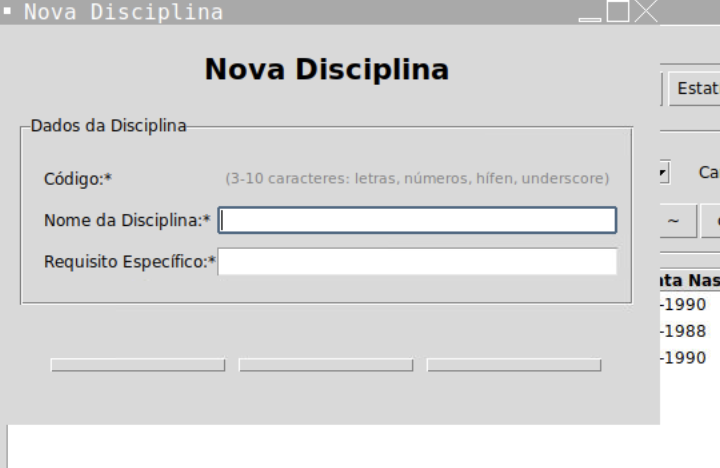 Nova Disciplina
Nova Disciplina
Estat
Dados da Disciplina
Código:* (3-10 caracteres: letras, números, hífen, underscore)
Ca
Nome da Disciplina:*
~
Requisito Específico:*
ta Nas
-1990
-1988
-1990